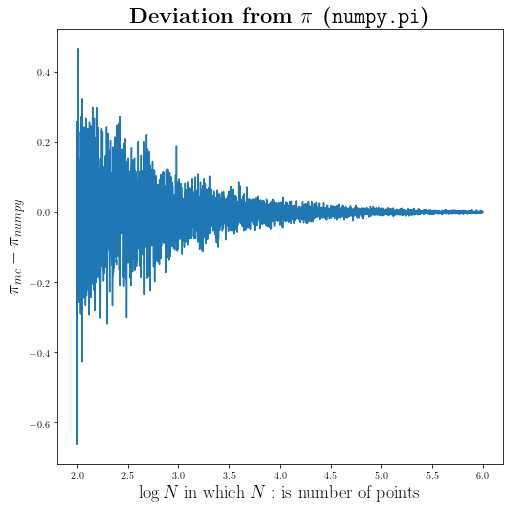 Deviation from π (numpy.pi)
0.4
0.2
0.0
−0.2
−0.4
−0.6
π_mc − π_numpy
2.0 2.5 3.0 3.5 4.0 4.5 5.0 5.5 6.0
log N in which N : is number of points